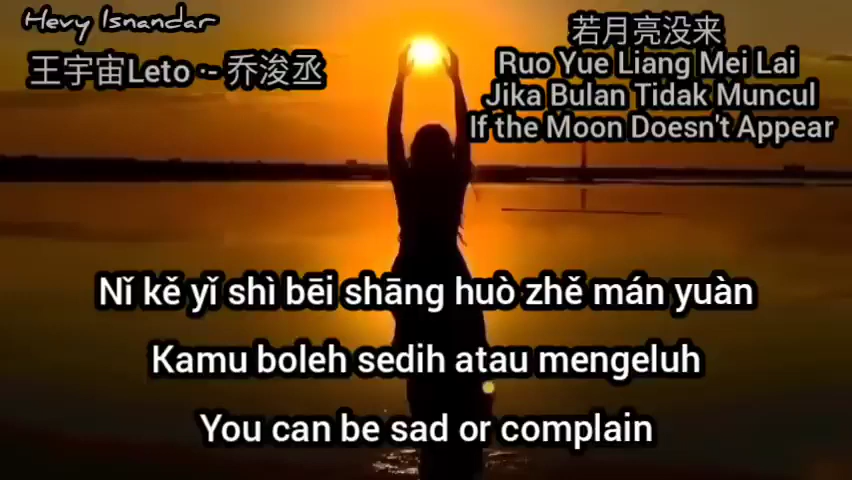 Hevy Isnandar
王宇宙Leto -- 乔浚丞
若月亮没来
Ruo Yue Liang Mei Lai
Jika Bulan Tidak Muncul
If the Moon Doesn't Appear
Nǐ kě yǐ shì bēi shāng huò zhě mán yuàn
Kamu boleh sedih atau mengeluh
You can be sad or complain